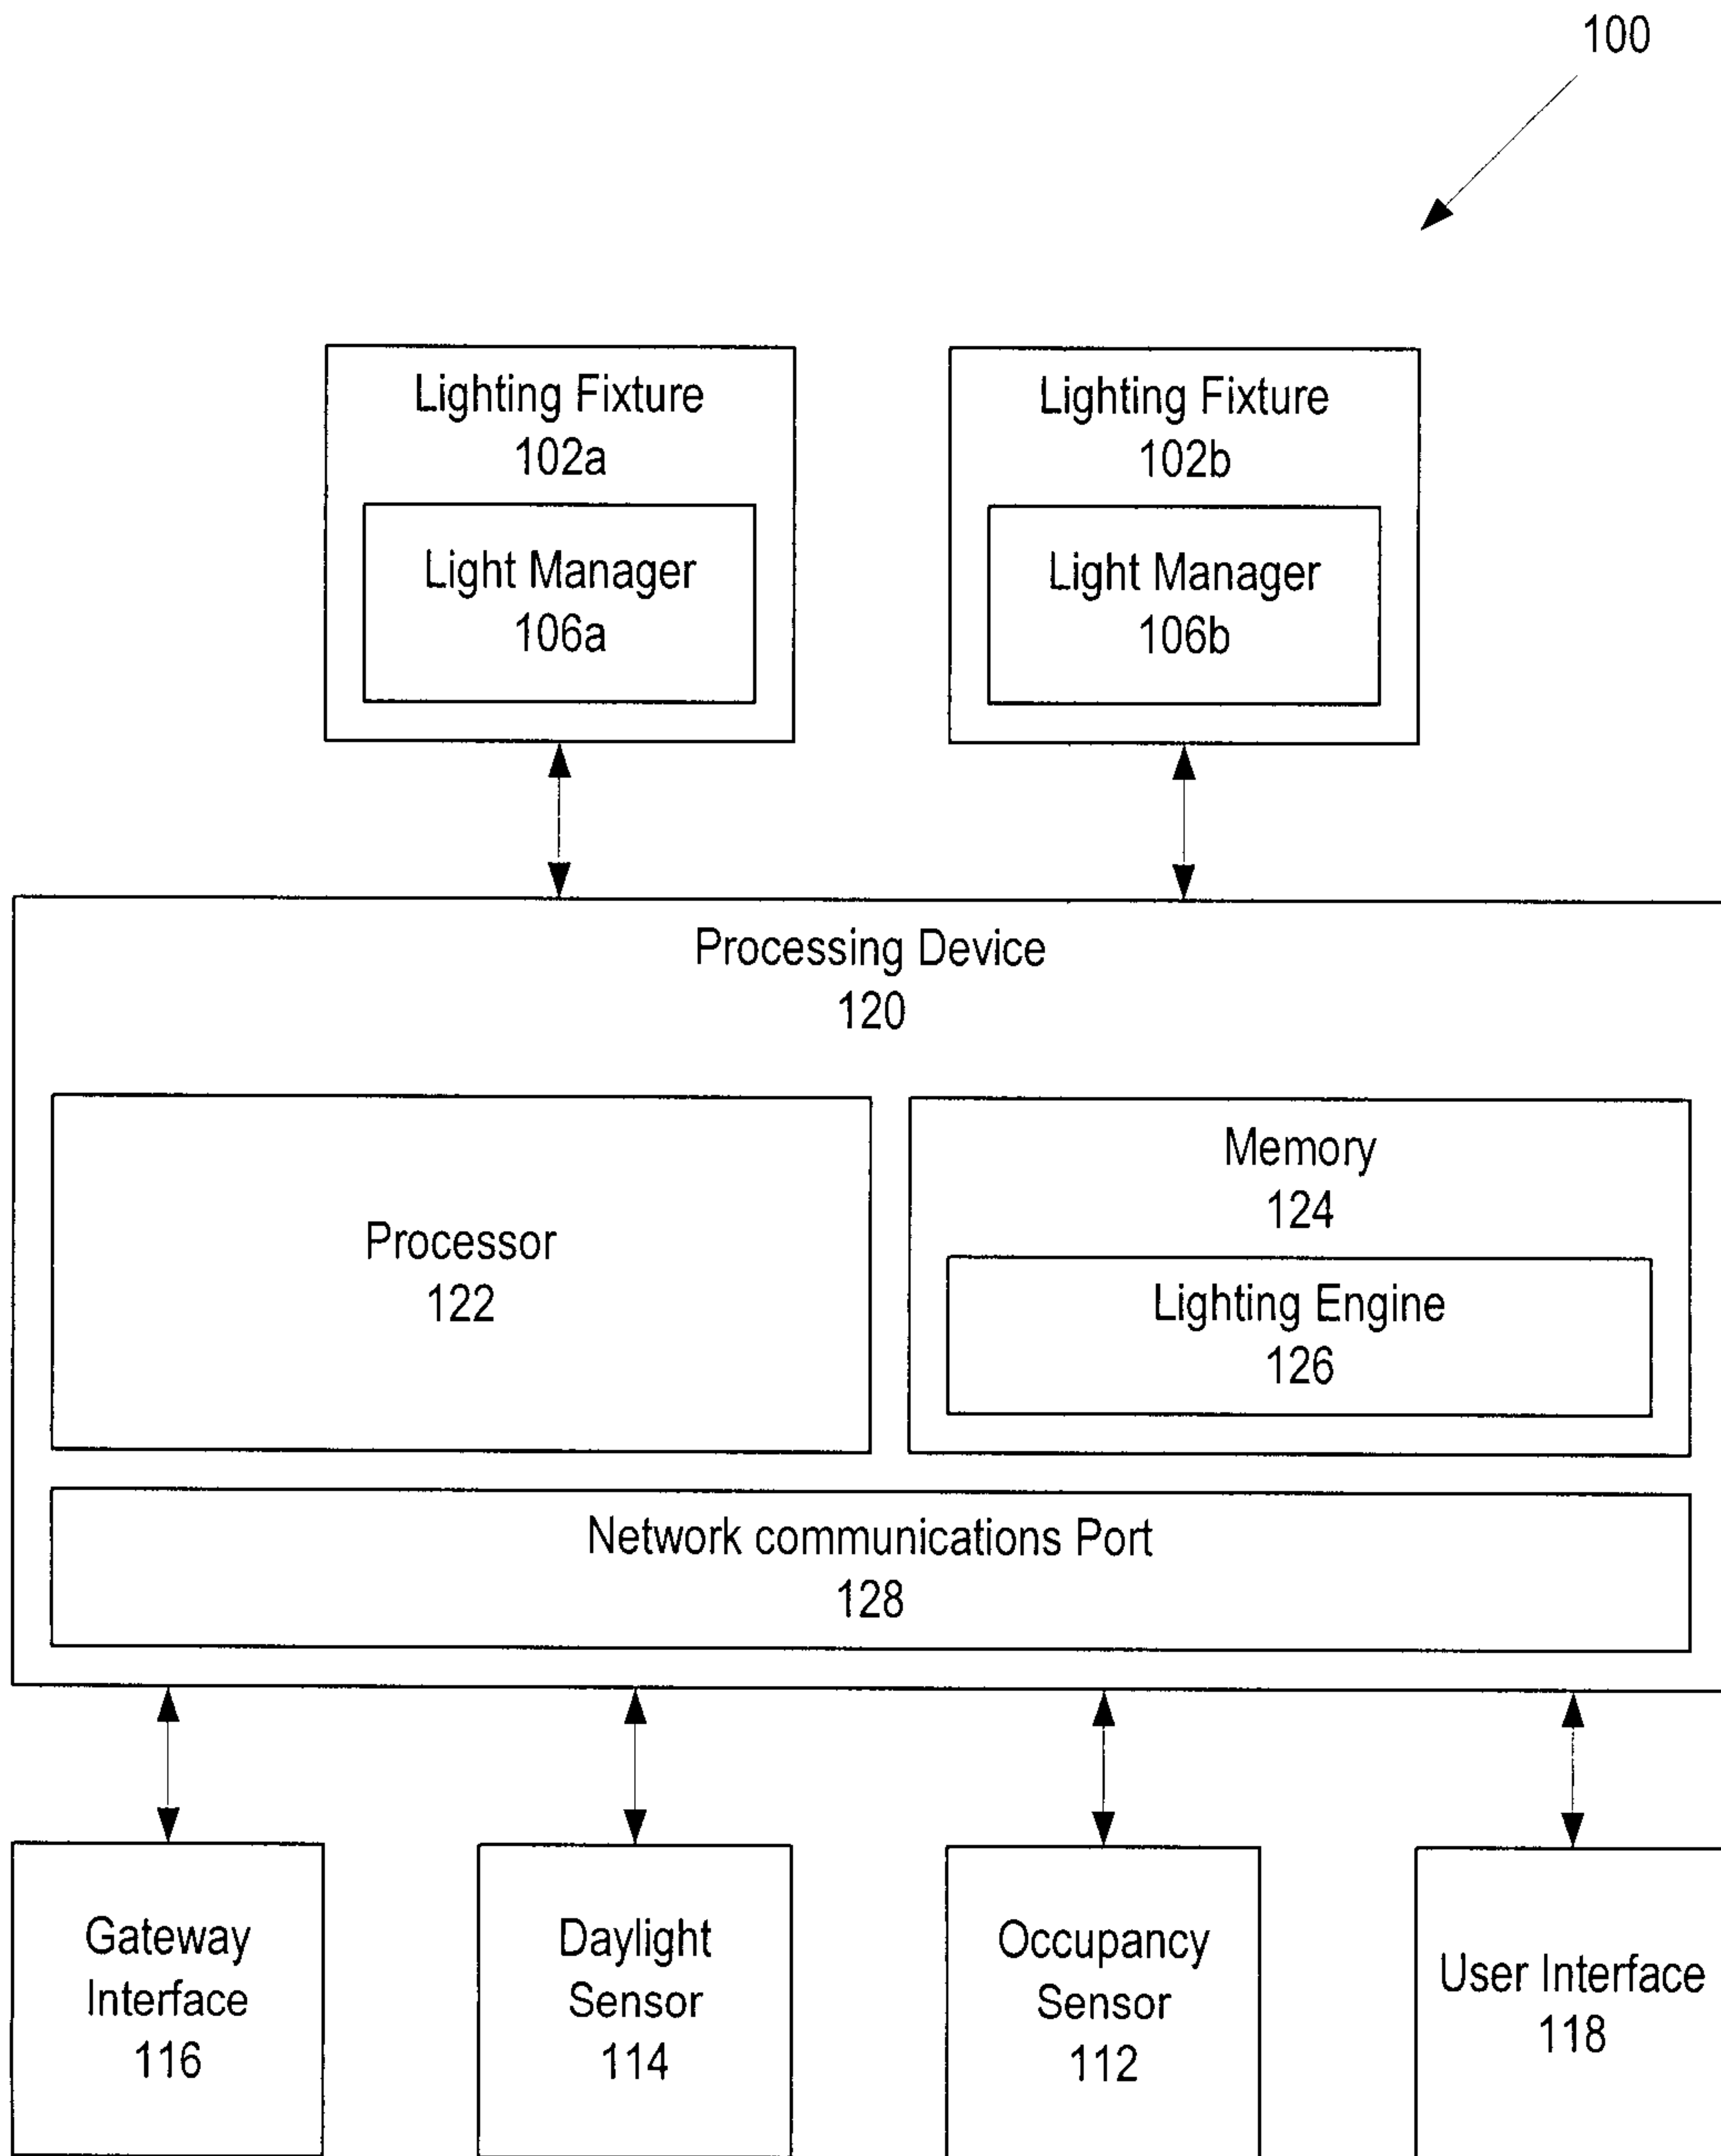 100
Lighting Fixture
102a
Light Manager
106a
Lighting Fixture
102b
Light Manager
106b
Processing Device
120
Processor
122
Memory
124
Lighting Engine
126
Network communications Port
128
Gateway
Interface
116
Daylight
Sensor
114
Occupancy
Sensor
112
User Interface
118